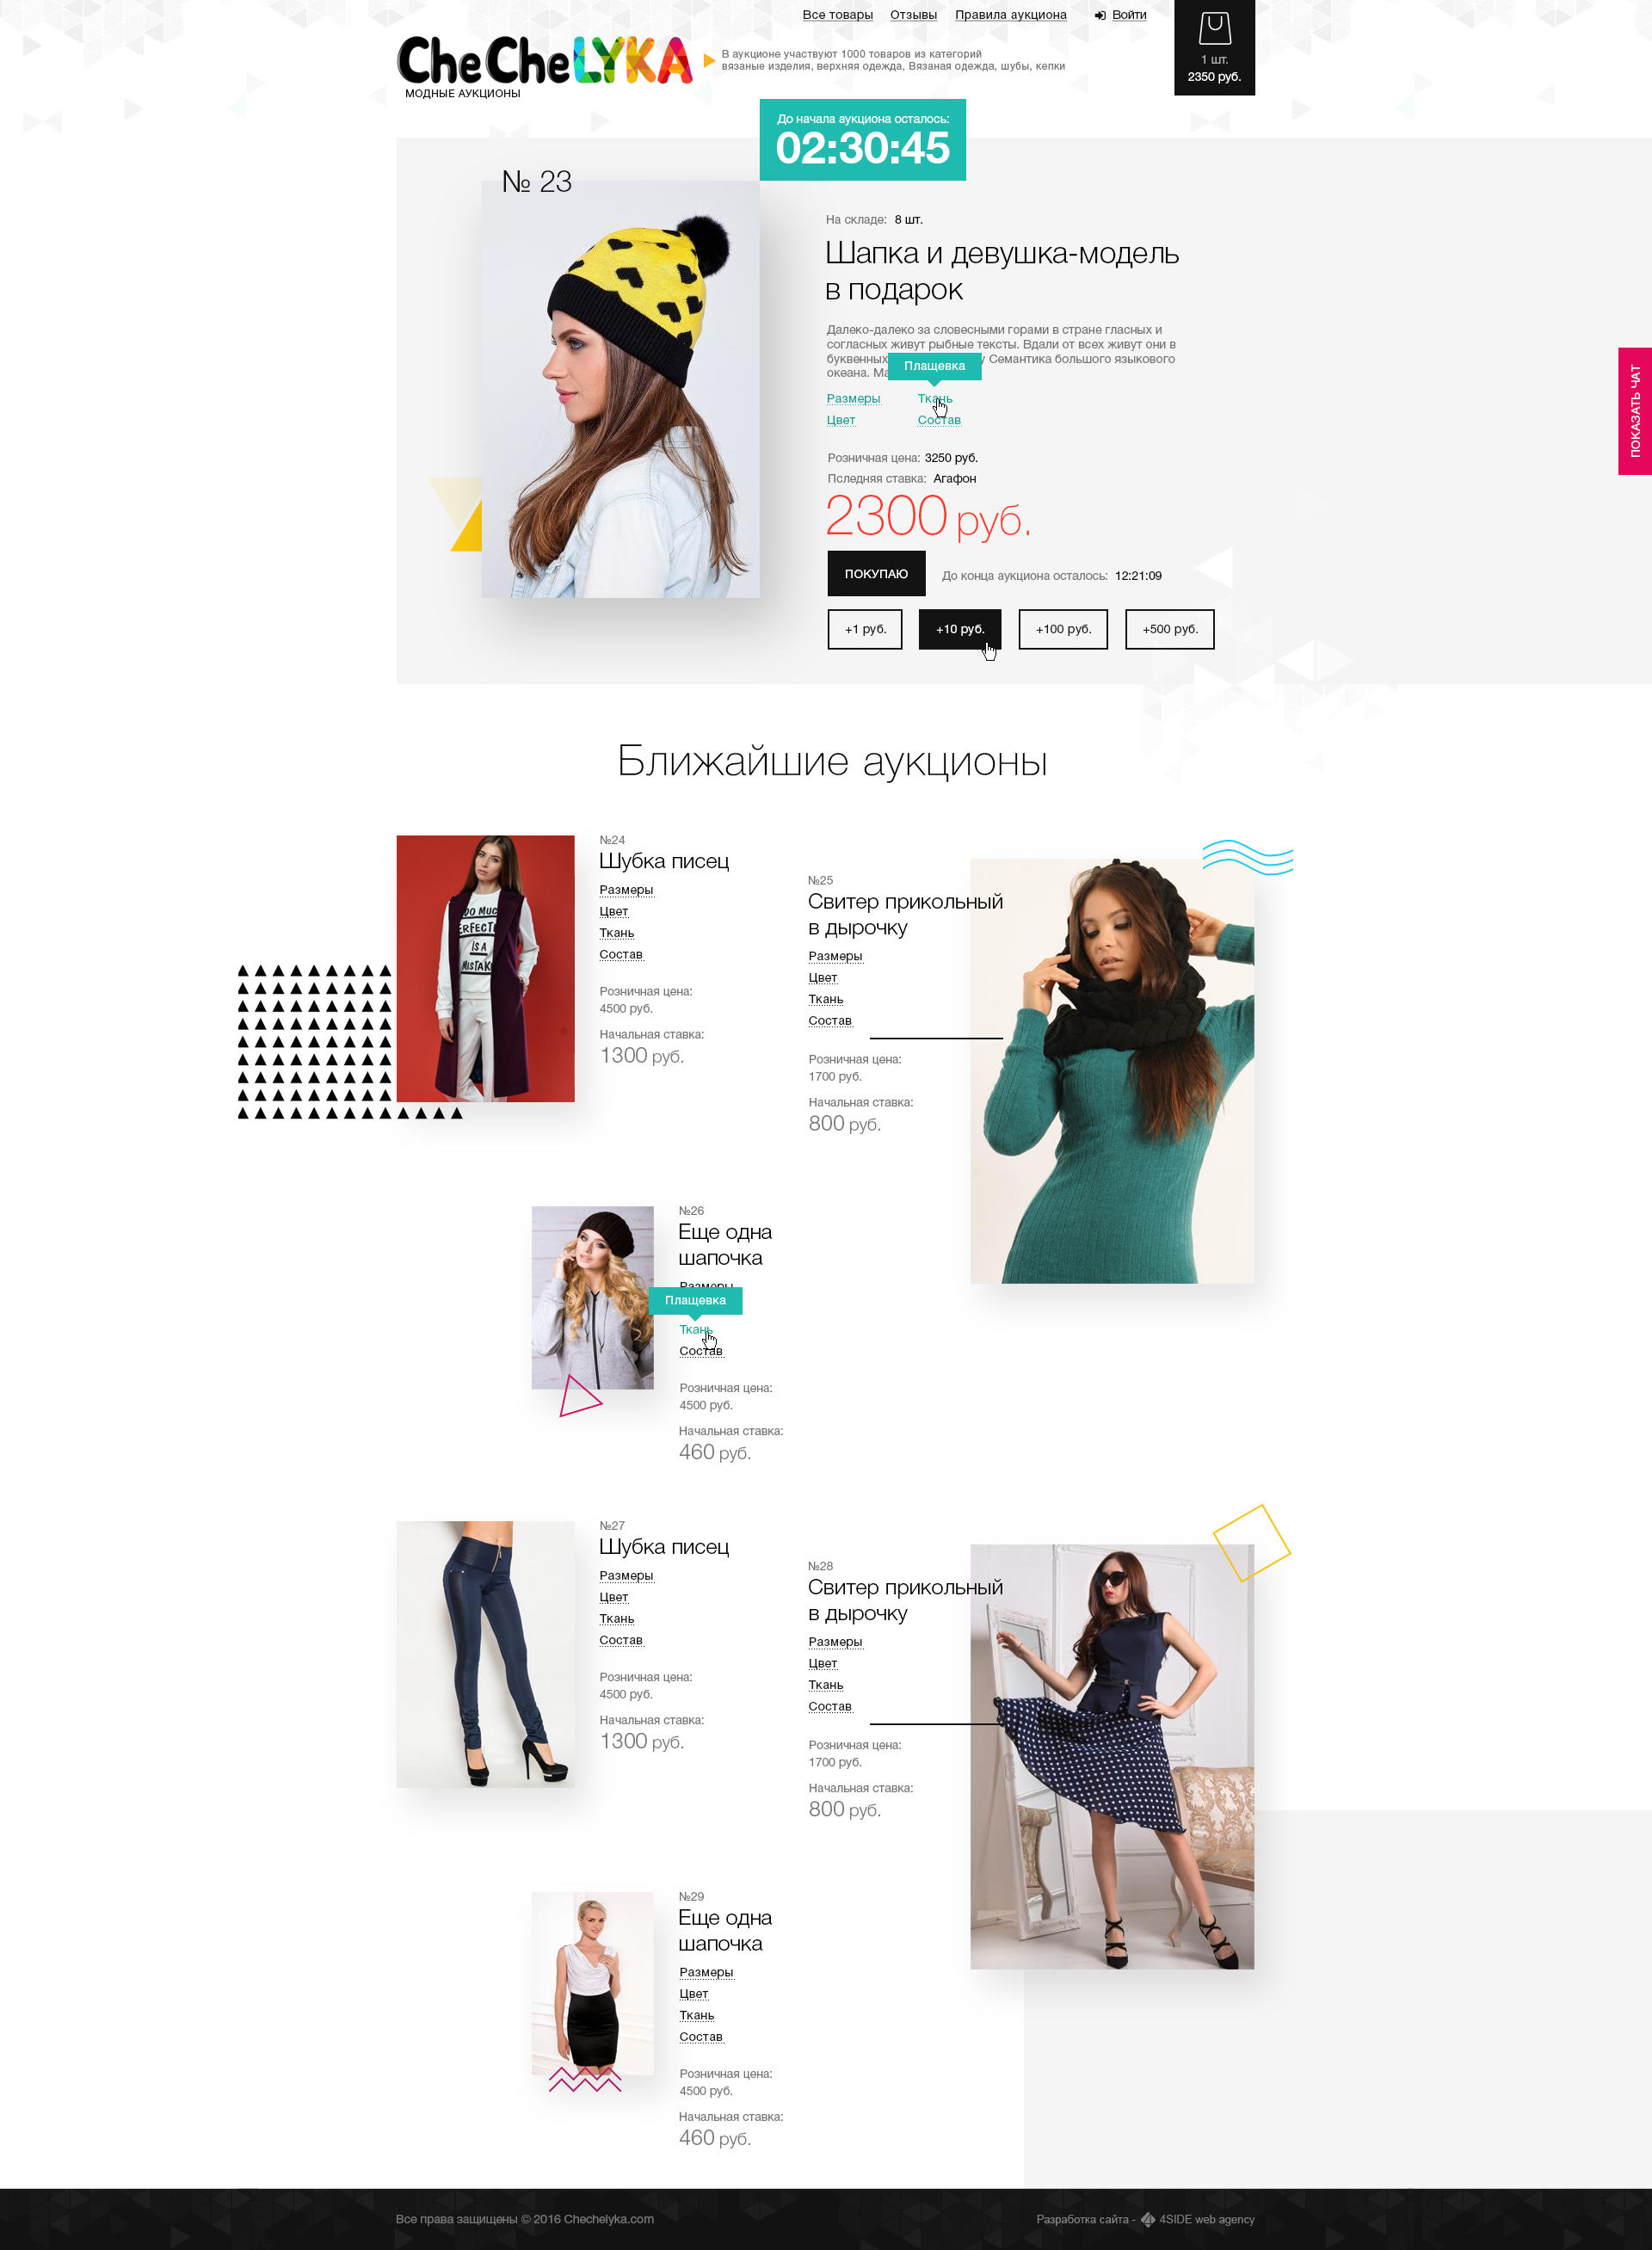 Все товары
Отзывы
Правила аукциона
Войти
1 шт.
2350 руб.
CheCheLYKA
МОДНЫЕ АУКЦИОНЫ
В аукционе участвуют 1000 товаров из категорий
вязаные изделия, верхняя одежда, Вязаная одежда, шубы, кепки
До начала аукциона осталось:
02:30:45
№ 23
На складе: 8 шт.
Шапка и девушка-модель
в подарок
Далеко-далеко за словесными горами в стране гласных и
согласных живут рыбные тексты. Вдали от всех живут они в
буквенных Семантика большого языкового
океана.
Плащевка
Размеры
Ткань
Цвет
Состав
Розничная цена: 3250 руб.
Пследняя ставка: Агафон
2300 руб.
ПОКУПАЮ
До конца аукциона осталось: 12:21:09
+1 руб.
+10 руб.
+100 руб.
+500 руб.
ПОКАЗАТЬ ЧАТ
Ближайшие аукционы
№24
Шубка писец
Размеры
Цвет
Ткань
Состав
Розничная цена:
4500 руб.
Начальная ставка:
1300 руб.
DO MUCH
PERFECTION
IS A
MISTAKE
№25
Свитер прикольный
в дырочку
Размеры
Цвет
Ткань
Состав
Розничная цена:
1700 руб.
Начальная ставка:
800 руб.
№26
Еще одна
шапочка
Размеры
Плащевка
Ткань
Состав
Розничная цена:
4500 руб.
Начальная ставка:
460 руб.
№27
Шубка писец
Размеры
Цвет
Ткань
Состав
Розничная цена:
4500 руб.
Начальная ставка:
1300 руб.
№28
Свитер прикольный
в дырочку
Размеры
Цвет
Ткань
Состав
Розничная цена:
1700 руб.
Начальная ставка:
800 руб.
№29
Еще одна
шапочка
Размеры
Цвет
Ткань
Состав
Розничная цена:
4500 руб.
Начальная ставка:
460 руб.
Все права защищены © 2016 Chechelyka.com
Разработка сайта - 4SIDE web agency